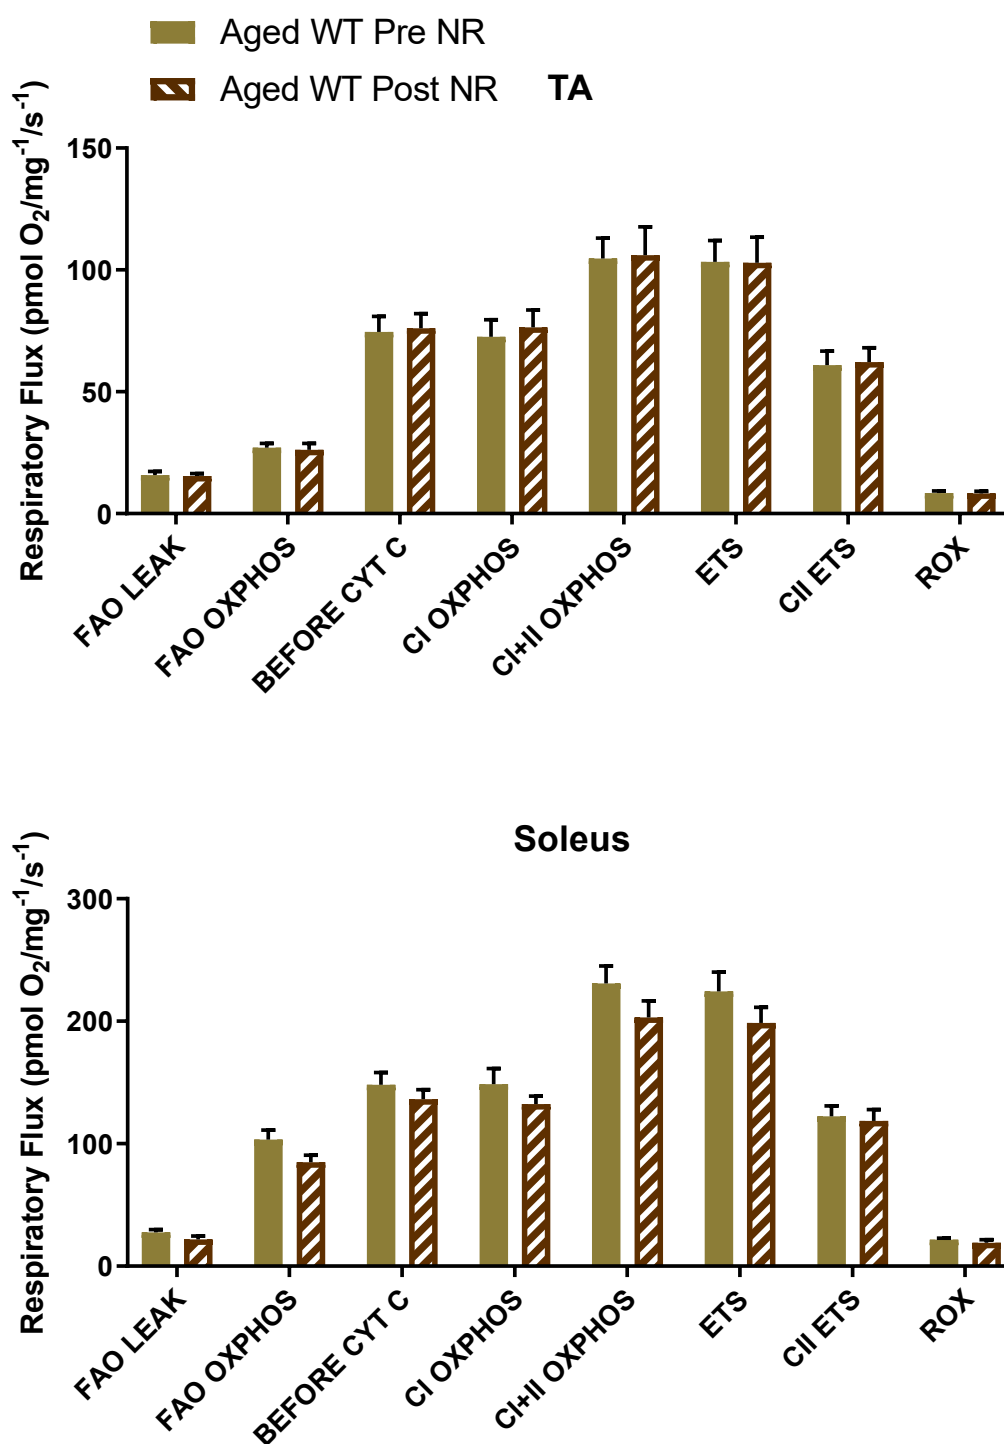 Aged WT Pre NR
Aged WT Post NR
TA
Respiratory Flux (pmol O₂/mg⁻¹/s⁻¹)
150
100
50
0
FAO LEAK
FAO OXPHOS
BEFORE CYT C
CI OXPHOS
CI+II OXPHOS
ETS
CII ETS
ROX
Soleus
Respiratory Flux (pmol O₂/mg⁻¹/s⁻¹)
300
200
100
0
FAO LEAK
FAO OXPHOS
BEFORE CYT C
CI OXPHOS
CI+II OXPHOS
ETS
CII ETS
ROX